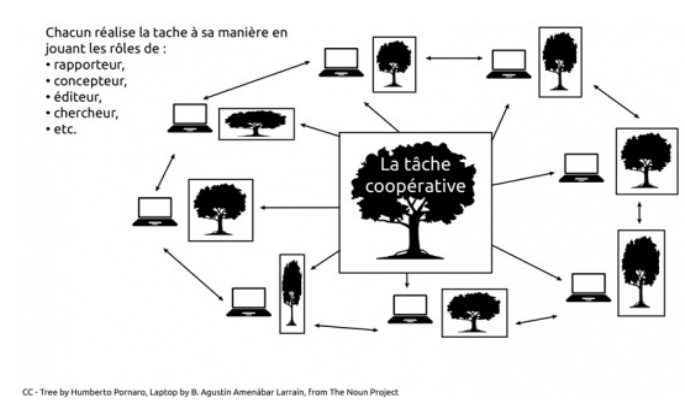 Chacun réalise la tache à sa manière en
jouant les rôles de :
• rapporteur,
• concepteur,
• éditeur,
• chercheur,
• etc.
La tâche
coopérative
CC - Tree by Humberto Pornaro, Laptop by B. Agustín Amenábar Larraín, from The Noun Project